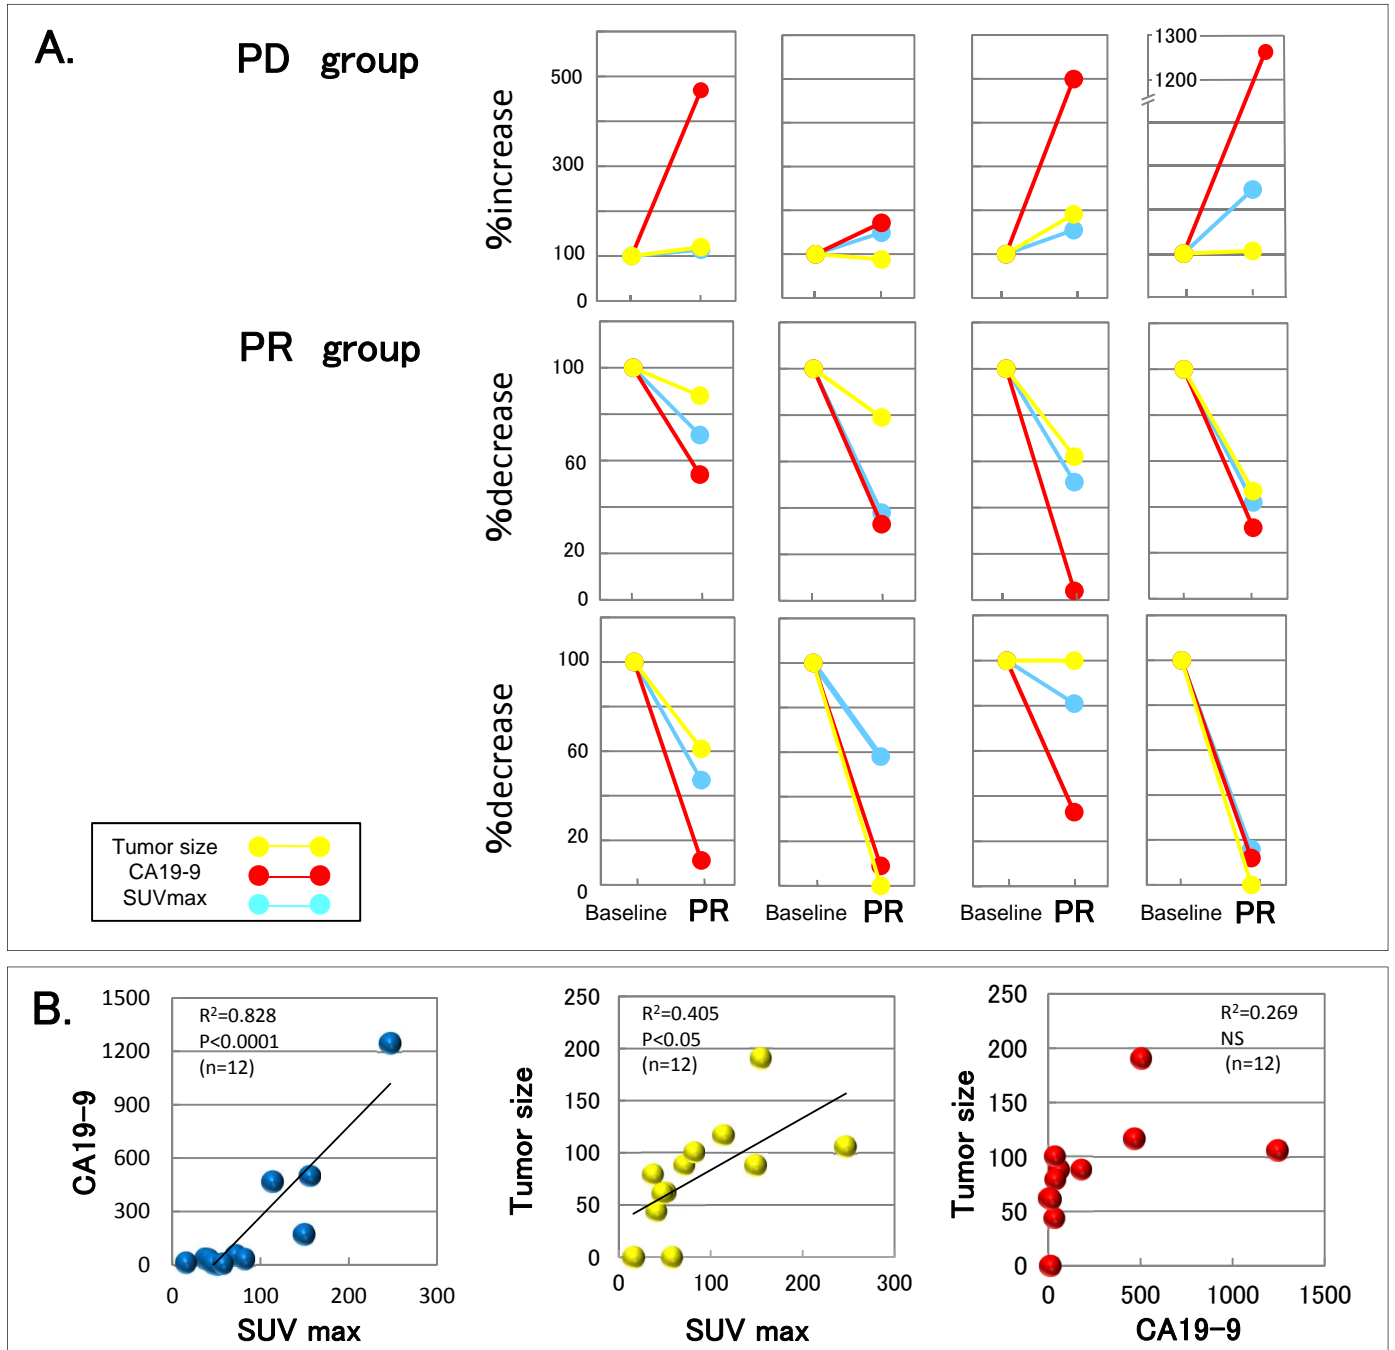 A.
PD group
%increase
500
300
100
0
1300
1200
PR group
%decrease
100
60
20
0
%decrease
100
60
20
0
Baseline PR
Baseline PR
Baseline PR
Baseline PR
Tumor size
CA19-9
SUVmax
B.
CA19-9
1500
1200
900
600
300
0
R²=0.828
P<0.0001
(n=12)
0 100 200 300
SUV max
Tumor size
250
200
150
100
50
0
R²=0.405
P<0.05
(n=12)
0 100 200 300
SUV max
Tumor size
250
200
150
100
50
0
R²=0.269
NS
(n=12)
0 500 1000 1500
CA19-9